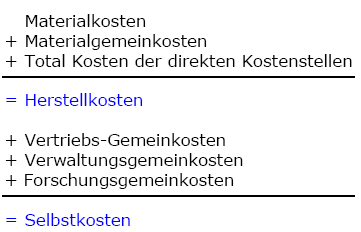 Materialkosten
+ Materialgemeinkosten
+ Total Kosten der direkten Kostenstellen
= Herstellkosten
+ Vertriebs-Gemeinkosten
+ Verwaltungsgemeinkosten
+ Forschungsgemeinkosten
= Selbstkosten